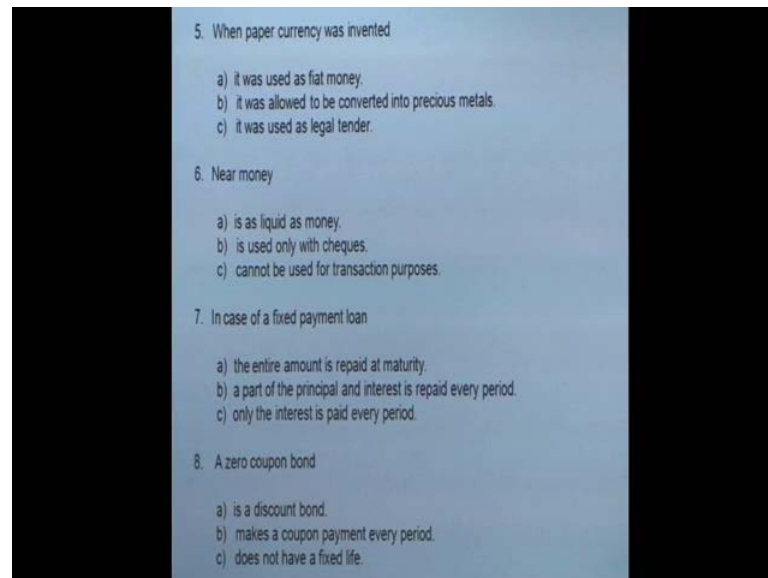 5. When paper currency was invented
a) it was used as fiat money.
b) it was allowed to be converted into precious metals.
c) it was used as legal tender.
6. Near money
a) is as liquid as money.
b) is used only with cheques.
c) cannot be used for transaction purposes.
7. In case of a fixed payment loan
a) the entire amount is repaid at maturity.
b) a part of the principal and interest is repaid every period.
c) only the interest is paid every period.
8. A zero coupon bond
a) is a discount bond.
b) makes a coupon payment every period.
c) does not have a fixed life.